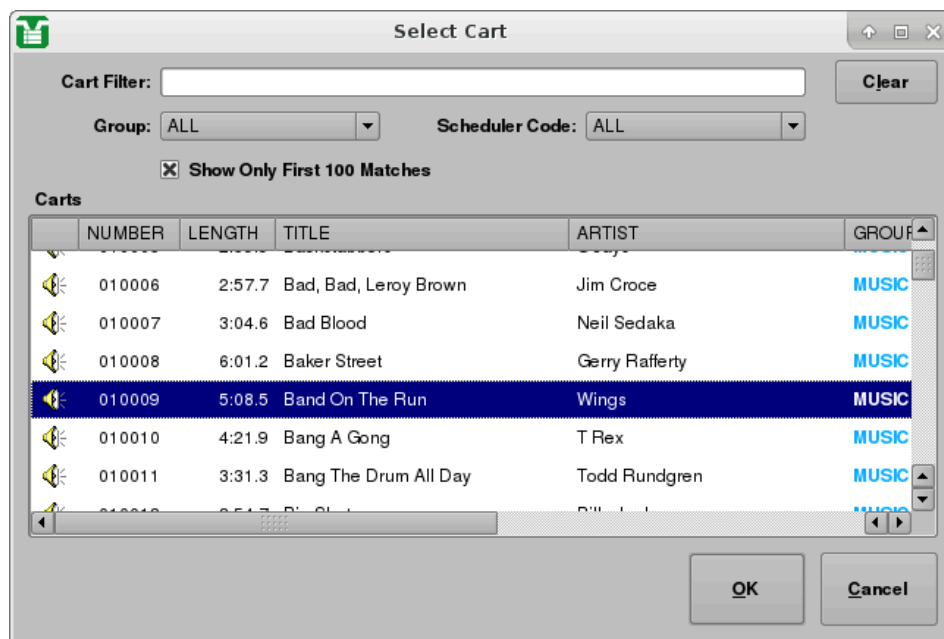 Select Cart
Cart Filter: Clear
Group: ALL Scheduler Code: ALL
Show Only First 100 Matches
Carts
NUMBER LENGTH TITLE ARTIST GROUP
010006 2:57.7 Bad, Bad, Leroy Brown Jim Croce MUSIC
010007 3:04.6 Bad Blood Neil Sedaka MUSIC
010008 6:01.2 Baker Street Gerry Rafferty MUSIC
010009 5:08.5 Band On The Run Wings MUSIC
010010 4:21.9 Bang A Gong T Rex MUSIC
010011 3:31.3 Bang The Drum All Day Todd Rundgren MUSIC
OK Cancel